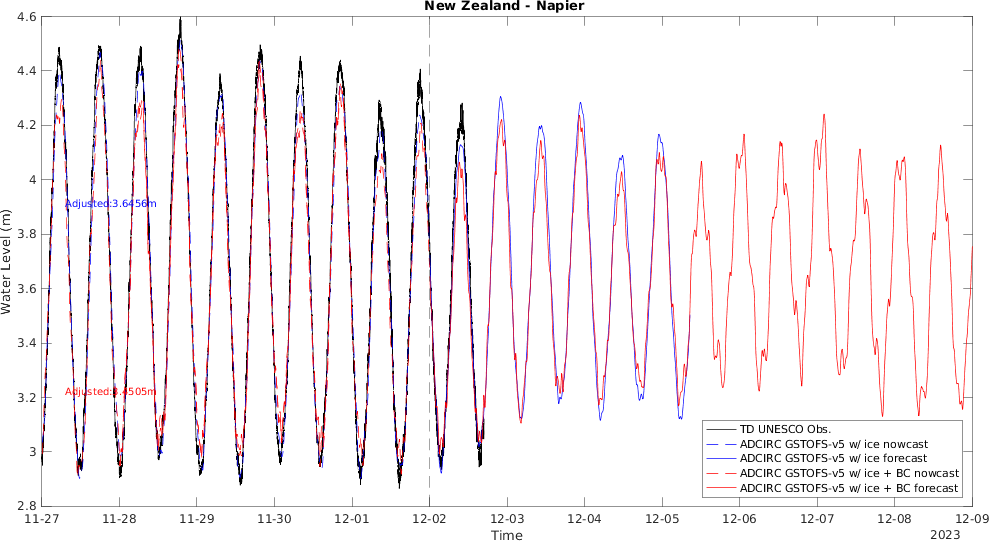 New Zealand - Napier
Water Level (m)
4.6
4.4
4.2
4
3.8
3.6
3.4
3.2
3
2.8
Adjusted:3.6456m
Adjusted:3.4505m
TD UNESCO Obs.
ADCIRC GSTOFS-v5 w/ ice nowcast
ADCIRC GSTOFS-v5 w/ ice forecast
ADCIRC GSTOFS-v5 w/ ice + BC nowcast
ADCIRC GSTOFS-v5 w/ ice + BC forecast
11-27 11-28 11-29 11-30 12-01 12-02 12-03 12-04 12-05 12-06 12-07 12-08 12-09
Time
2023